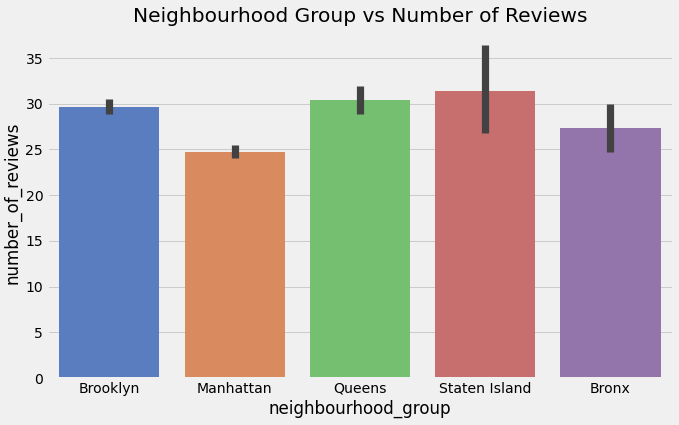 Neighbourhood Group vs Number of Reviews
number_of_reviews
35
30
25
20
15
10
5
0
Brooklyn Manhattan Queens Staten Island Bronx
neighbourhood_group